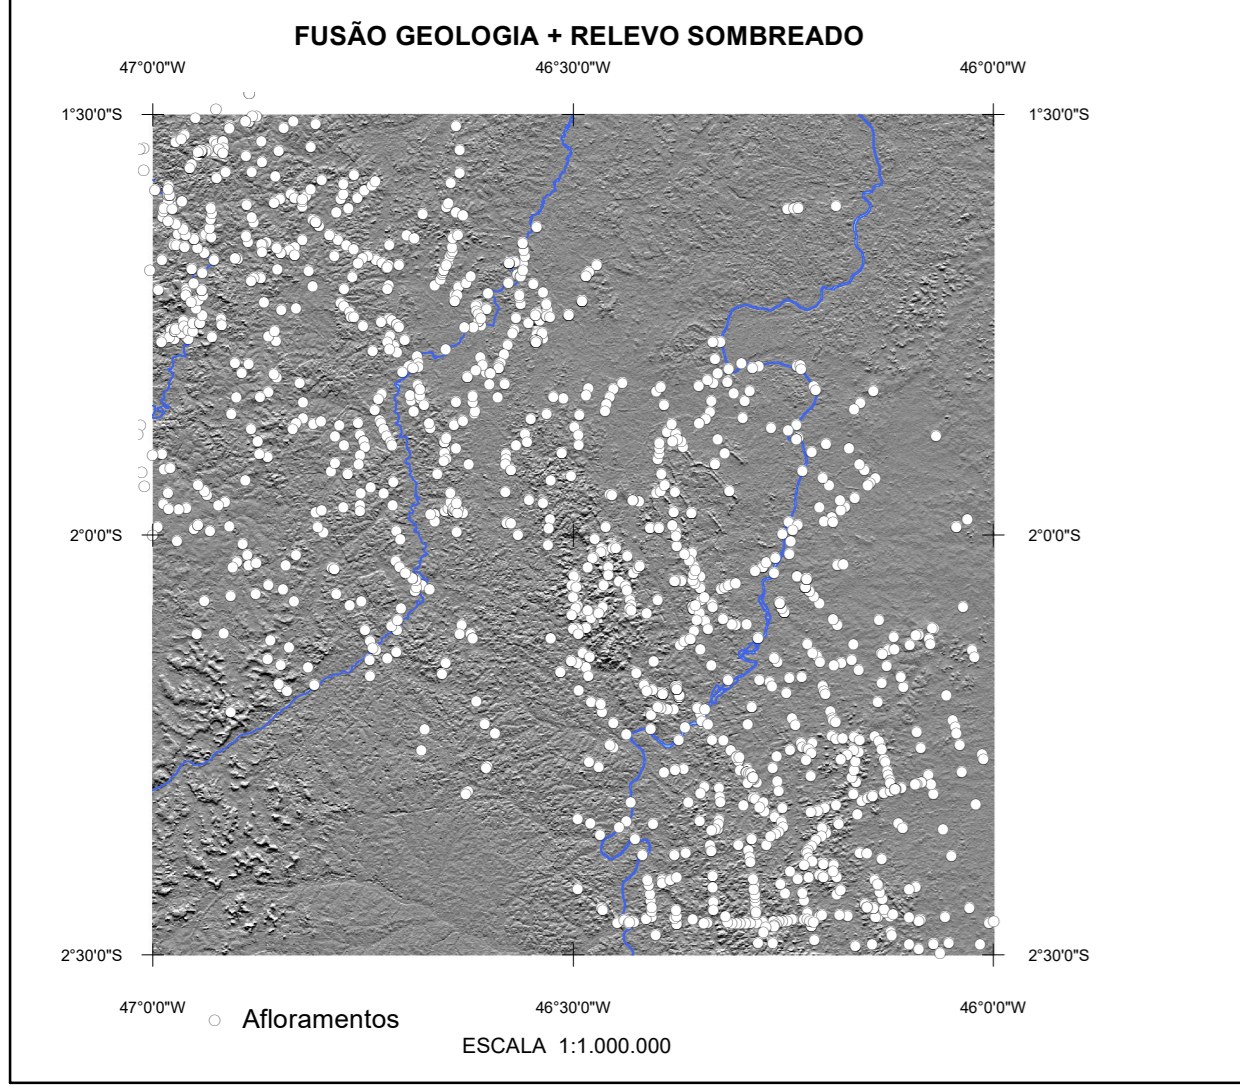 FUSÃO GEOLOGIA + RELEVO SOMBREADO
47°0'0"W 46°30'0"W 46°0'0"W
1°30'0"S 1°30'0"S
2°0'0"S 2°0'0"S
2°30'0"S 2°30'0"S
47°0'0"W 46°30'0"W 46°0'0"W
Afloramentos
ESCALA 1:1.000.000